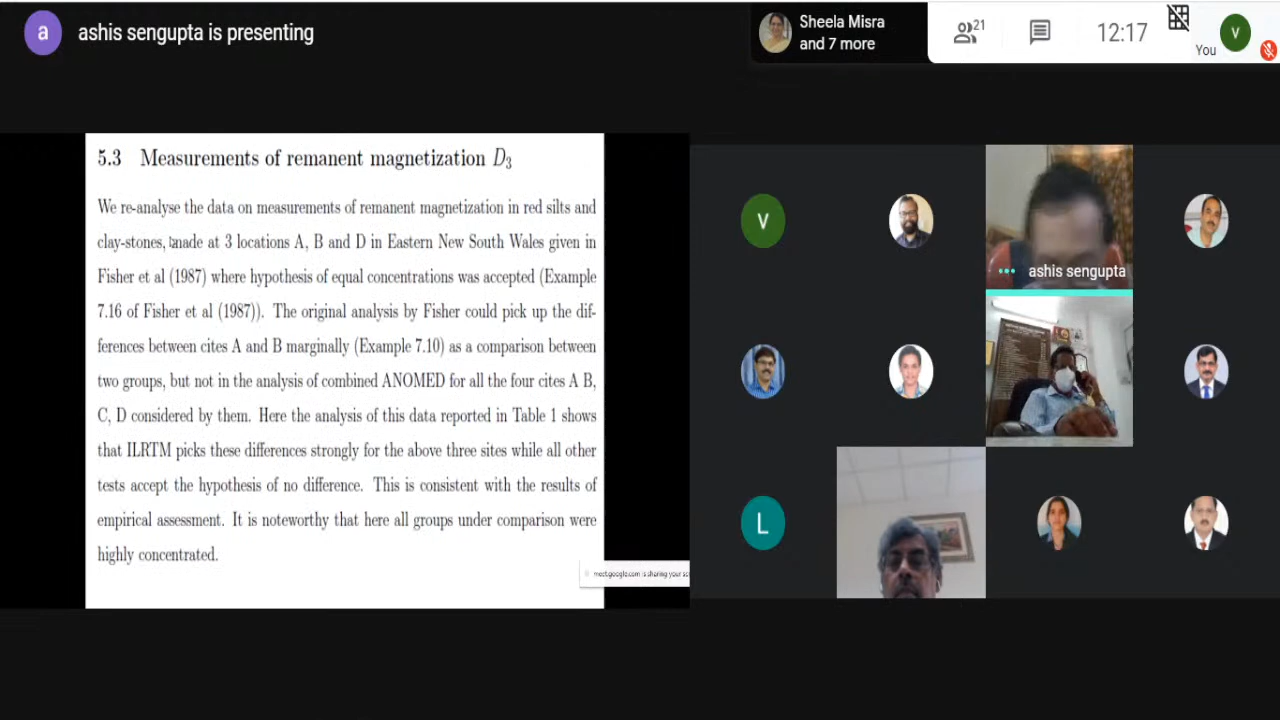 a
ashis sengupta is presenting
Sheela Misra
and 7 more
21
12:17
You
V
5.3 Measurements of remanent magnetization D3
We re-analyse the data on measurements of remanent magnetization in red silts and
clay-stones, made at 3 locations A, B and D in Eastern New South Wales given in
Fisher et al (1987) where hypothesis of equal concentrations was accepted (Example
7.16 of Fisher et al (1987)). The original analysis by Fisher could pick up the dif-
ferences between cites A and B marginally (Example 7.10) as a comparison between
two groups, but not in the analysis of combined ANOMED for all the four cites A B,
C, D considered by them. Here the analysis of this data reported in Table 1 shows
that ILRTM picks these differences strongly for the above three sites while all other
tests accept the hypothesis of no difference. This is consistent with the results of
empirical assessment. It is noteworthy that here all groups under comparison were
highly concentrated.
meet.google.com is sharing your sc
V
ashis sengupta
L